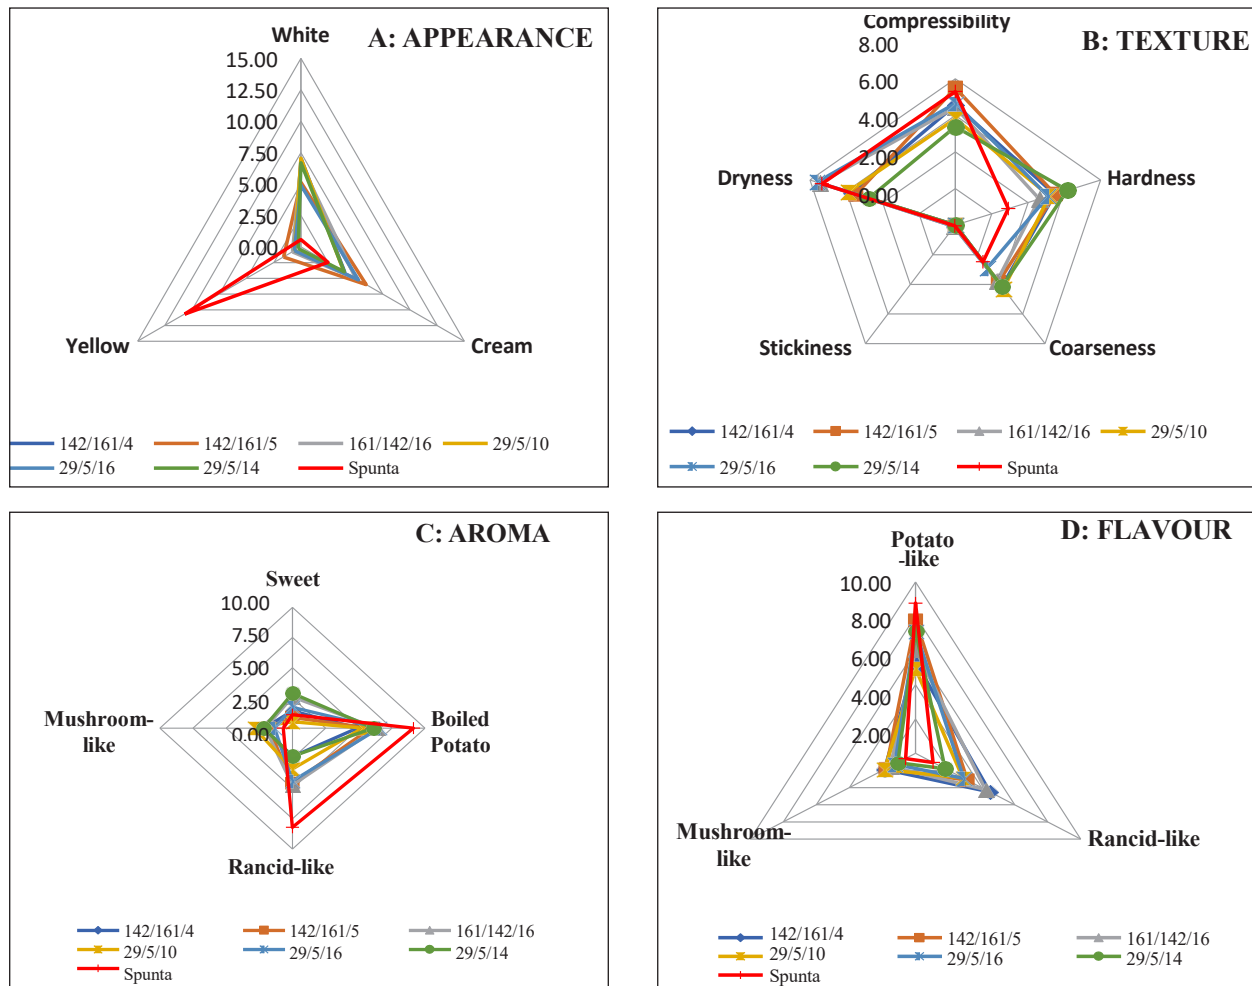 A: APPEARANCE
White
15.00
12.50
10.00
7.50
5.00
2.50
0.00
Yellow
Cream
142/161/4 142/161/5 161/142/16 29/5/10
29/5/16 29/5/14 Spunta
B: TEXTURE
Compressibility
8.00
6.00
4.00
2.00
0.00
Dryness
Hardness
Stickiness
Coarseness
142/161/4 142/161/5 161/142/16 29/5/10
29/5/16 29/5/14 Spunta
C: AROMA
Sweet
10.00
7.50
5.00
2.50
0.00
Mushroom-
like
Boiled
Potato
Rancid-like
142/161/4 142/161/5 161/142/16
29/5/10 29/5/16 29/5/14
Spunta
D: FLAVOUR
Potato
-like
10.00
8.00
6.00
4.00
2.00
Mushroom-
like
Rancid-like
142/161/4 142/161/5 161/142/16
29/5/10 29/5/16 29/5/14
Spunta